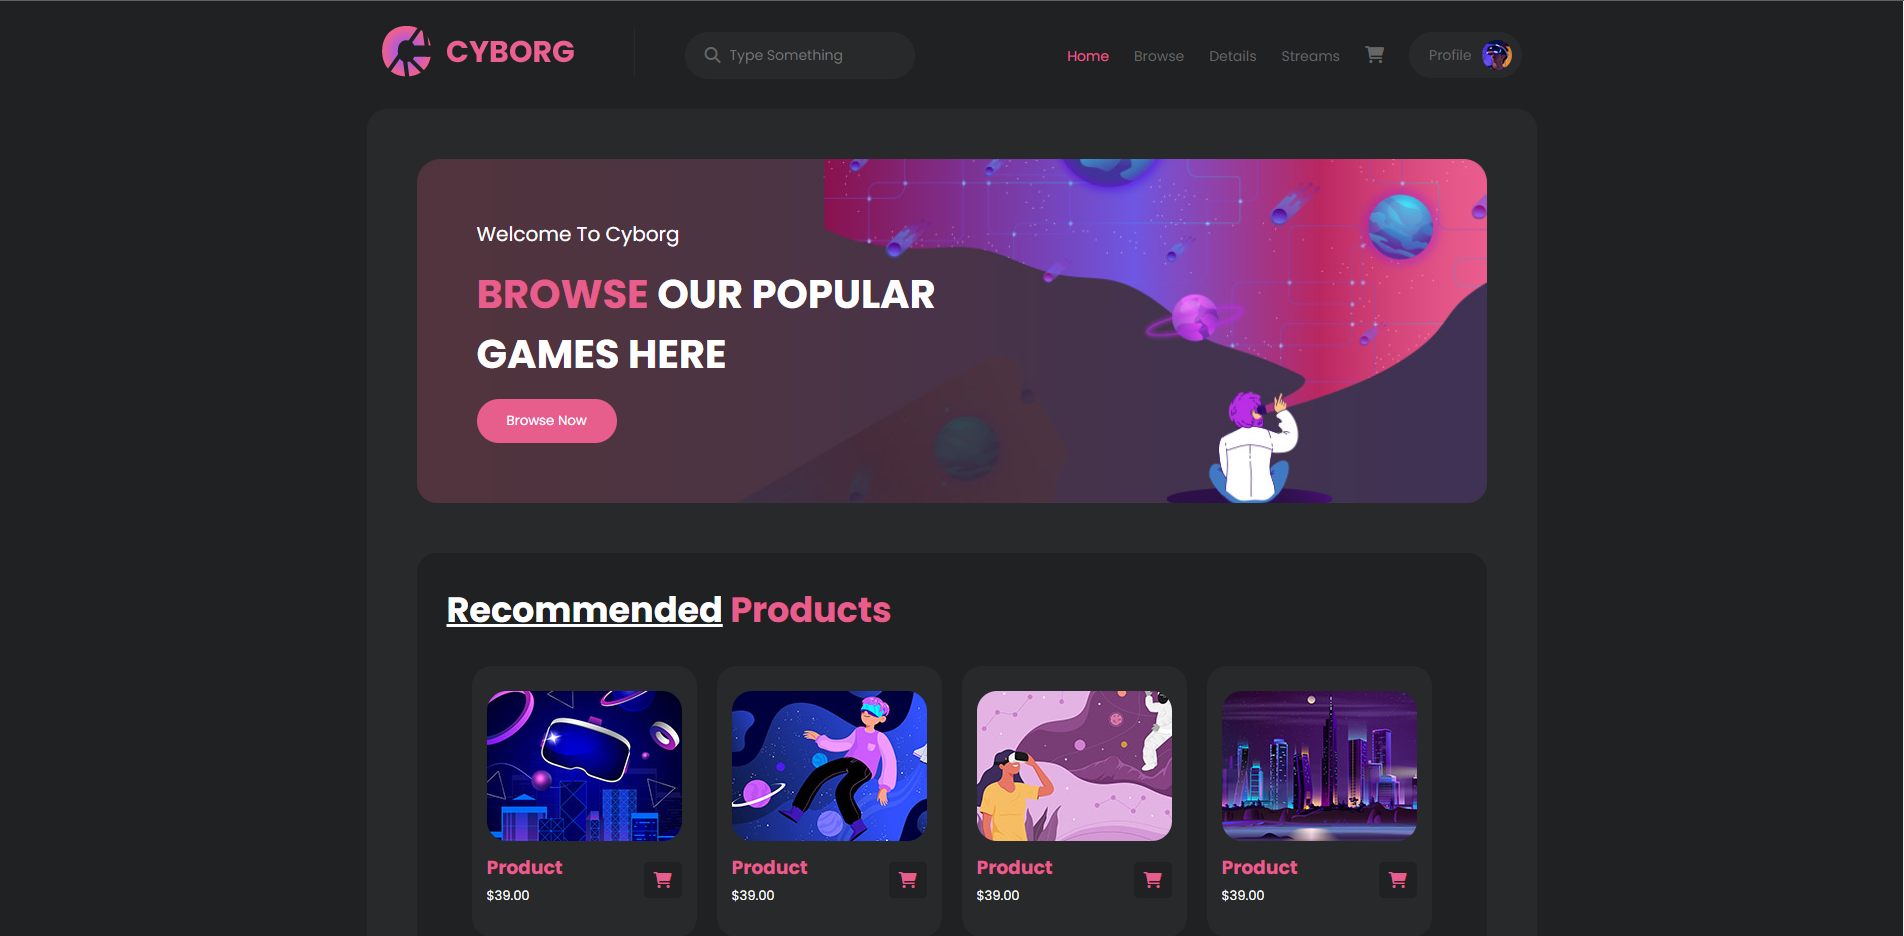 CYBORG
Type Something
Home Browse Details Streams Profile
Welcome To Cyborg
BROWSE OUR POPULAR
GAMES HERE
Browse Now
Recommended Products
Product Product Product Product
$39.00 $39.00 $39.00 $39.00